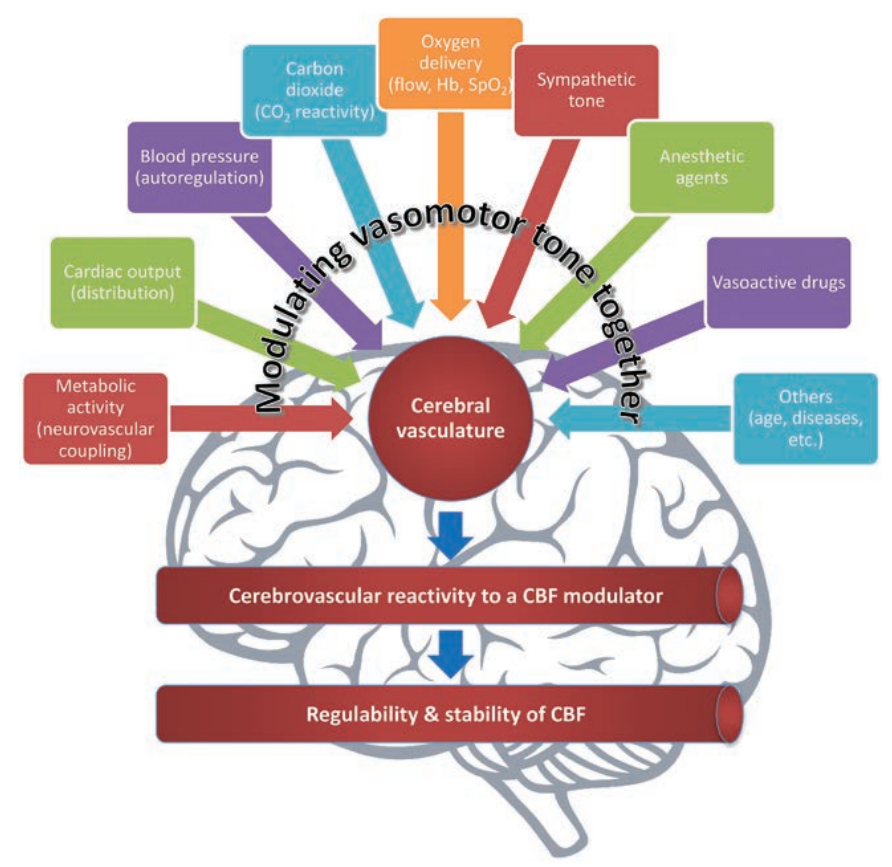 Oxygen
delivery
(flow, Hb, SpO₂)
Carbon
dioxide
(CO₂ reactivity)
Sympathetic
tone
Blood pressure
(autoregulation)
Anesthetic
agents
Cardiac output
(distribution)
Vasoactive drugs
Metabolic
activity
(neurovascular
coupling)
Others
(age, diseases,
etc.)
Modulating vasomotor tone together
Cerebral
vasculature
Cerebrovascular reactivity to a CBF modulator
Regulability & stability of CBF